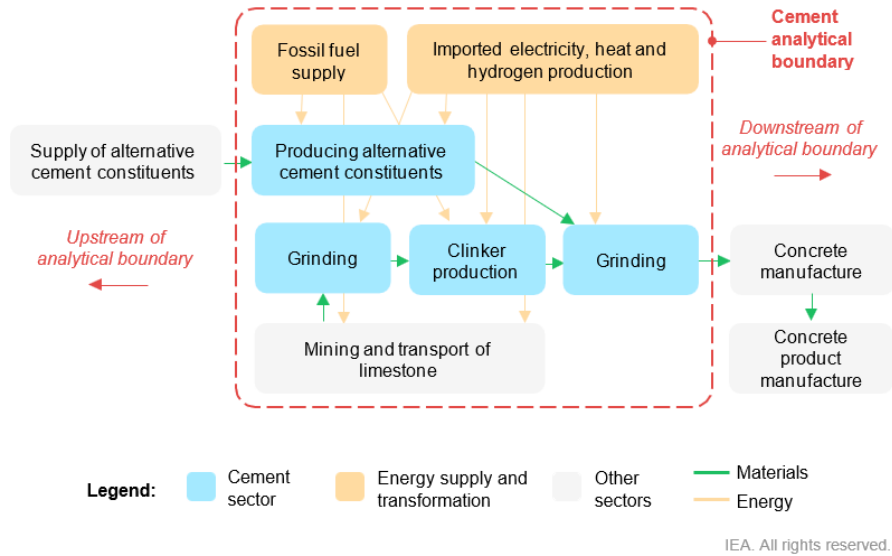 Fossil fuel
supply
Imported electricity, heat and
hydrogen production
Cement
analytical
boundary
Supply of alternative
cement constituents
Producing alternative
cement constituents
Downstream of
analytical boundary
Upstream of
analytical boundary
Grinding
Clinker
production
Grinding
Concrete
manufacture
Mining and transport of
limestone
Concrete
product
manufacture
Legend:
Cement
sector
Energy supply and
transformation
Other
sectors
Materials
Energy
IEA. All rights reserved.